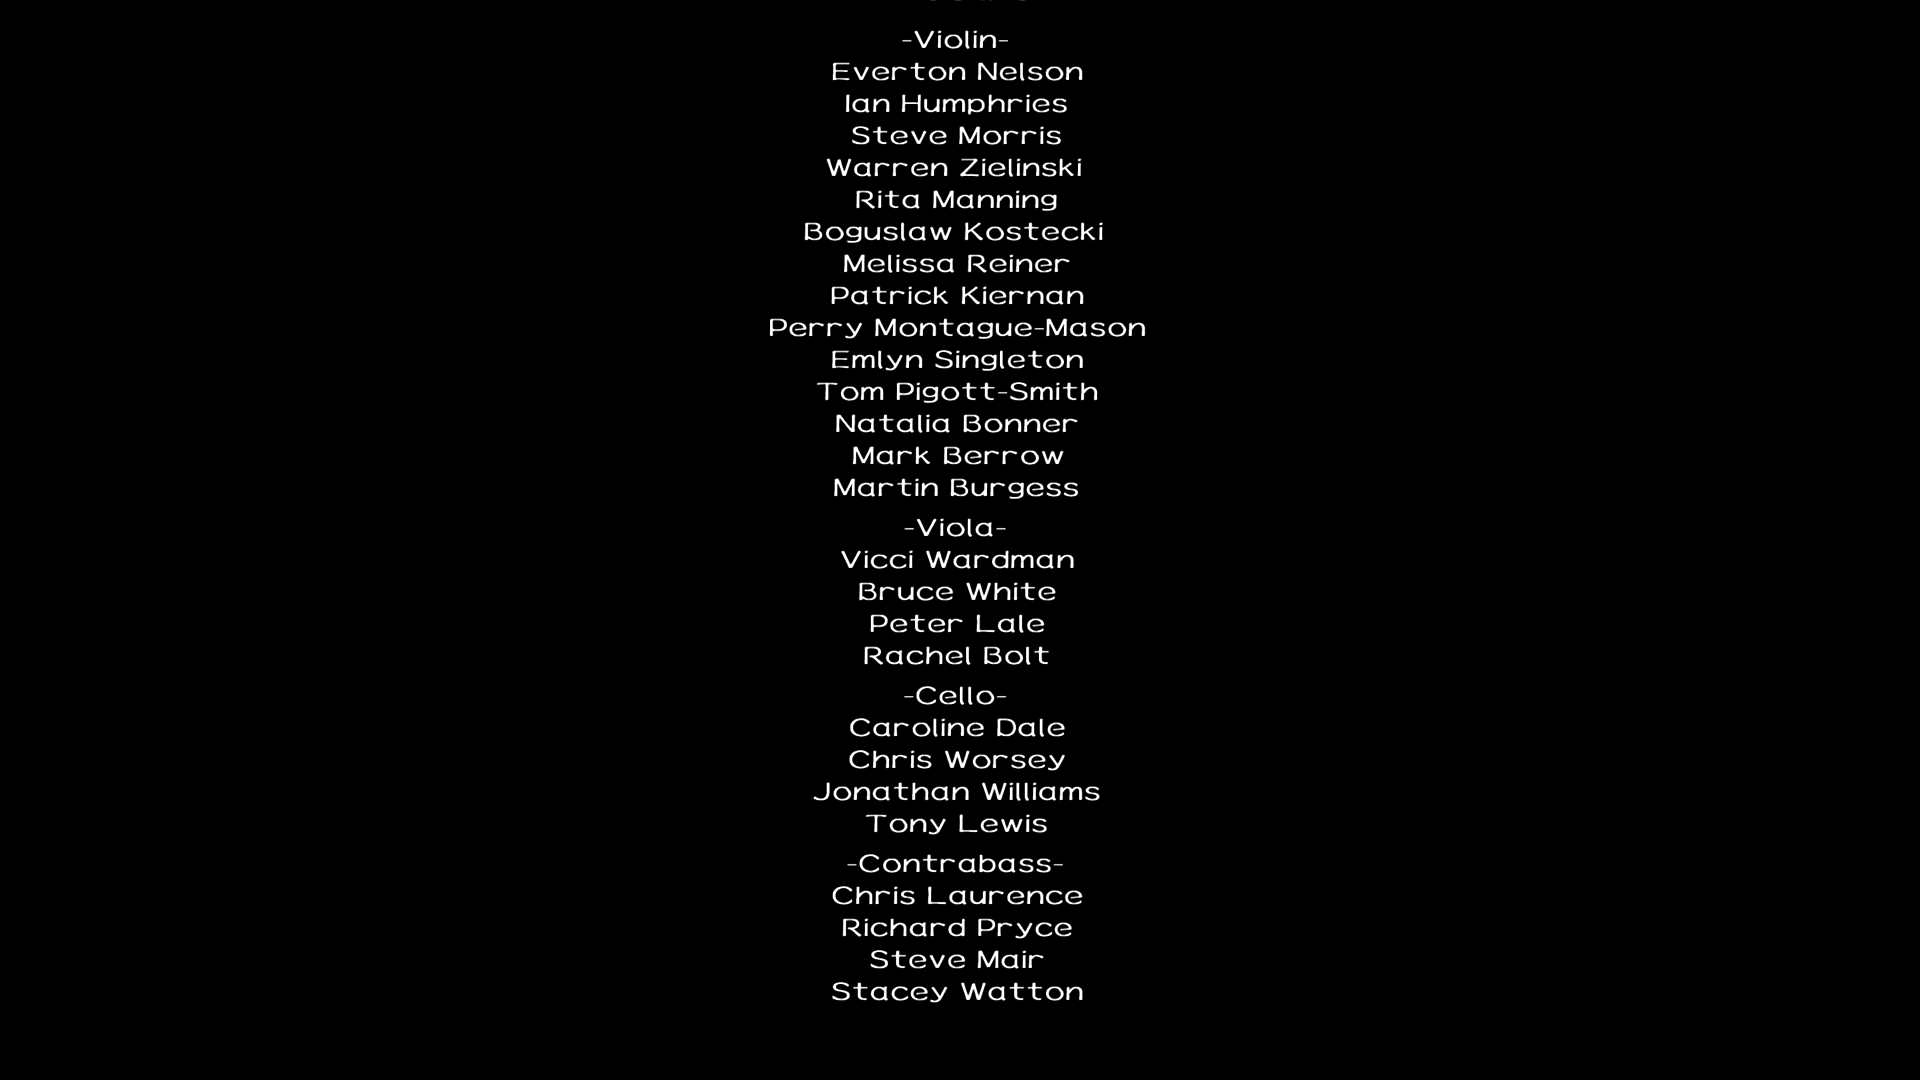 -Violin-
Everton Nelson
Ian Humphries
Steve Morris
Warren Zielinski
Rita Manning
Boguslaw Kostecki
Melissa Reiner
Patrick Kiernan
Perry Montague-Mason
Emlyn Singleton
Tom Pigott-Smith
Natalia Bonner
Mark Berrow
Martin Burgess
-Viola-
Vicci Wardman
Bruce White
Peter Lale
Rachel Bolt
-Cello-
Caroline Dale
Chris Worsey
Jonathan Williams
Tony Lewis
-Contrabass-
Chris Laurence
Richard Pryce
Steve Mair
Stacey Watton